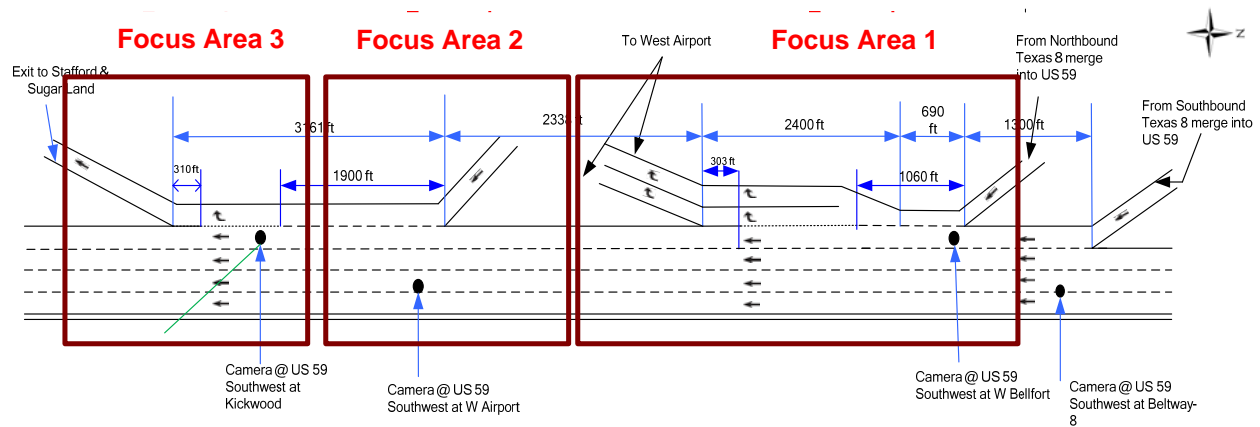 Focus Area 3
Focus Area 2
Focus Area 1
To West Airport
From Northbound
Texas 8 merge
into US 59
Z
Exit to Stafford &
Sugar Land
From Southbound
Texas 8 merge into
US 59
690
ft
3161 ft
2338 ft
2400 ft
1300 ft
310 ft
1900 ft
303 ft
1060 ft
Camera @ US 59
Southwest at
Kickwood
Camera @ US 59
Southwest at W Airport
Camera @ US 59
Southwest at W Bellfort
Camera @ US 59
Southwest at Beltway-
8